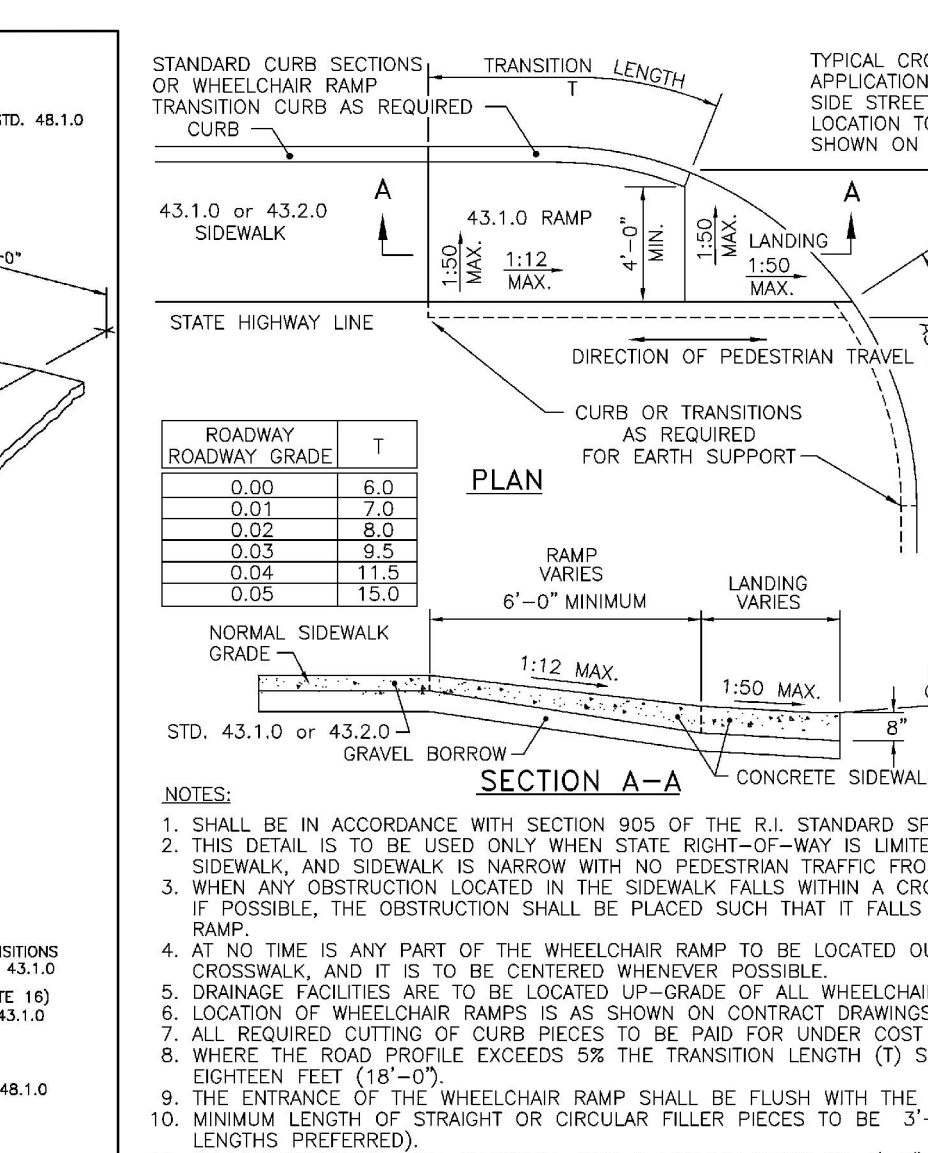 STD. 48.1.0
-0"
SITIONS
43.1.0
TE 16)
43.1.0
48.1.0
STANDARD CURB SECTIONS
OR WHEELCHAIR RAMP
TRANSITION CURB AS REQUIRED
CURB
TRANSITION LENGTH
T
TYPICAL CRO
APPLICATION
SIDE STREET
LOCATION TO
SHOWN ON
A
A
43.1.0 or 43.2.0
SIDEWALK
43.1.0 RAMP
1:50
MAX.
1:12
MAX.
4'-0"
MIN.
1:50
MAX.
LANDING
1:50
MAX.
STATE HIGHWAY LINE
DIRECTION OF PEDESTRIAN TRAVEL
CURB OR TRANSITIONS
AS REQUIRED
FOR EARTH SUPPORT
PLAN
ROADWAY
ROADWAY GRADE T
0.00 6.0
0.01 7.0
0.02 8.0
0.03 9.5
0.04 11.5
0.05 15.0
RAMP
VARIES
6'-0" MINIMUM
LANDING
VARIES
NORMAL SIDEWALK
GRADE
1:12 MAX.
1:50 MAX.
8"
STD. 43.1.0 or 43.2.0
GRAVEL BORROW
SECTION A-A
CONCRETE SIDEWAL
NOTES:
1. SHALL BE IN ACCORDANCE WITH SECTION 905 OF THE R.I. STANDARD SP
2. THIS DETAIL IS TO BE USED ONLY WHEN STATE RIGHT-OF-WAY IS LIMITE
SIDEWALK, AND SIDEWALK IS NARROW WITH NO PEDESTRIAN TRAFFIC FRO
3. WHEN ANY OBSTRUCTION LOCATED IN THE SIDEWALK FALLS WITHIN A CRO
IF POSSIBLE, THE OBSTRUCTION SHALL BE PLACED SUCH THAT IT FALLS
RAMP.
4. AT NO TIME IS ANY PART OF THE WHEELCHAIR RAMP TO BE LOCATED OU
CROSSWALK, AND IT IS TO BE CENTERED WHENEVER POSSIBLE.
5. DRAINAGE FACILITIES ARE TO BE LOCATED UP-GRADE OF ALL WHEELCHAI
6. LOCATION OF WHEELCHAIR RAMPS IS AS SHOWN ON CONTRACT DRAWINGS
7. ALL REQUIRED CUTTING OF CURB PIECES TO BE PAID FOR UNDER COST
8. WHERE THE ROAD PROFILE EXCEEDS 5% THE TRANSITION LENGTH (T) S
EIGHTEEN FEET (18'-0").
9. THE ENTRANCE OF THE WHEELCHAIR RAMP SHALL BE FLUSH WITH THE
10. MINIMUM LENGTH OF STRAIGHT OR CIRCULAR FILLER PIECES TO BE 3'-
LENGTHS PREFERRED).